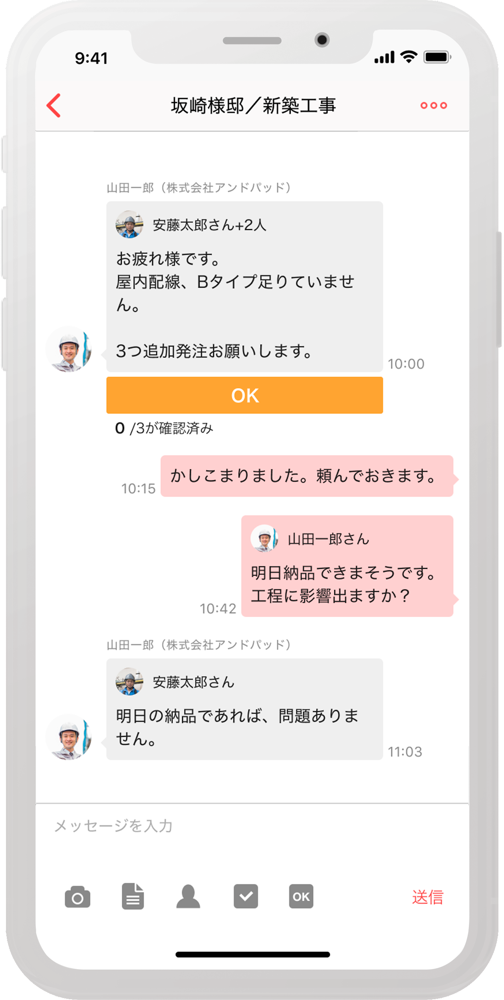 9:41
坂崎様邸／新築工事
山田一郎（株式会社アンドパッド）
安藤太郎さん+2人
お疲れ様です。
屋内配線、Bタイプ足りていませ
ん。
3つ追加発注お願いします。
10:00
OK
0 /3が確認済み
かしこまりました。頼んでおきます。
10:15
山田一郎さん
明日納品できまそうです。
工程に影響出ますか？
10:42
山田一郎（株式会社アンドパッド）
安藤太郎さん
明日の納品であれば、問題ありま
せん。
11:03
メッセージを入力
OK
送信